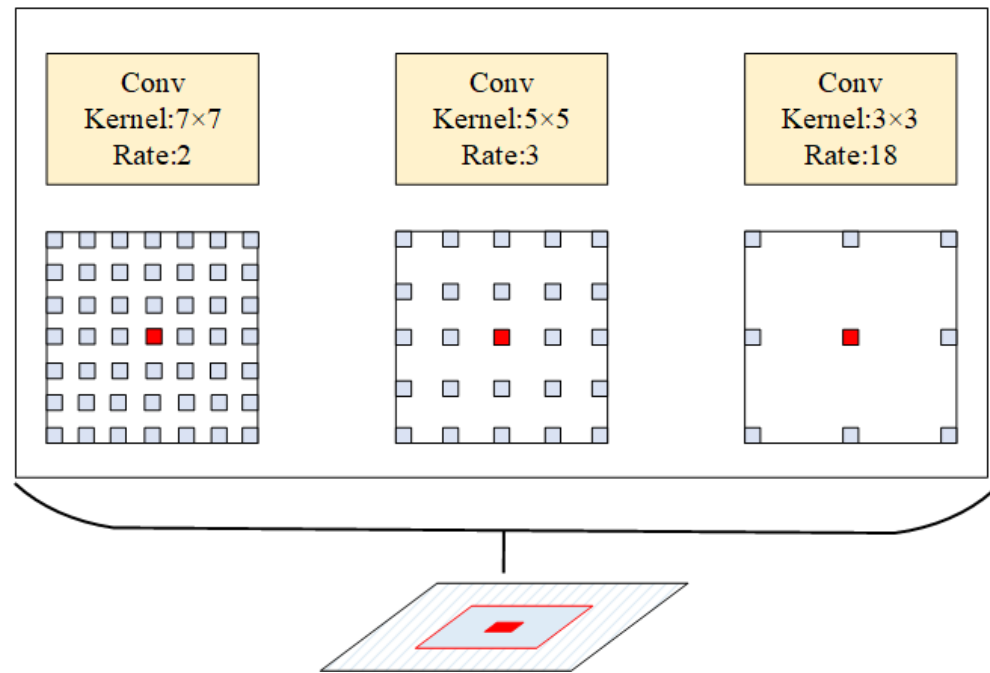 Conv
Kernel:7×7
Rate:2
Conv
Kernel:5×5
Rate:3
Conv
Kernel:3×3
Rate:18